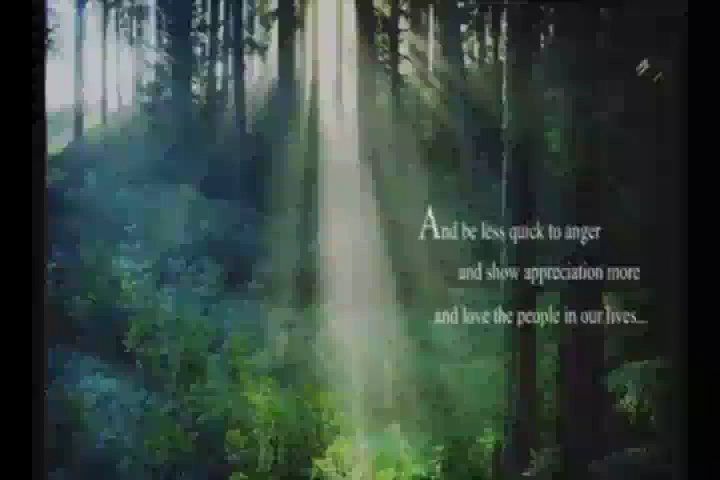 And be less quick to anger
and show appreciation more
and love the people in our lives...